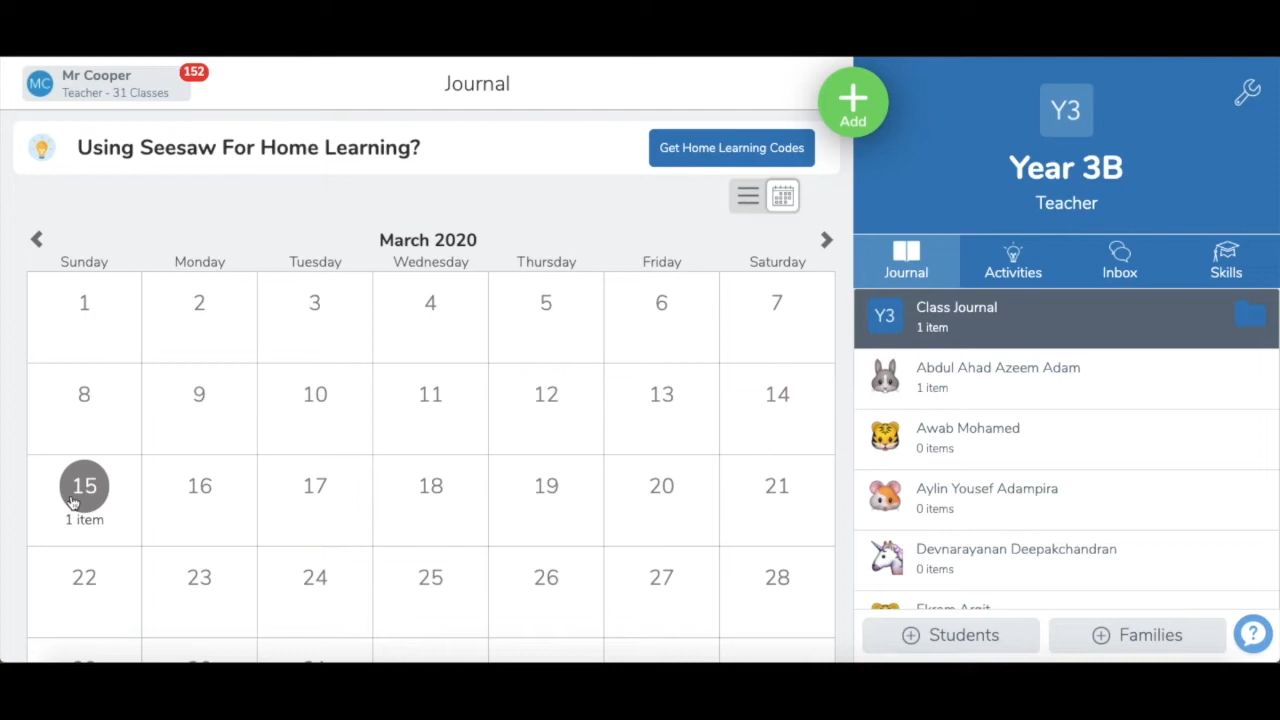 MC
Mr Cooper
152
Teacher - 31 Classes
Journal
Add
Using Seesaw For Home Learning?
Get Home Learning Codes
March 2020
Sunday Monday Tuesday Wednesday Thursday Friday Saturday
1 2 3 4 5 6 7
8 9 10 11 12 13 14
15 16 17 18 19 20 21
1 item
22 23 24 25 26 27 28
Y3
Year 3B
Teacher
Journal Activities Inbox Skills
Y3
Class Journal
1 item
Abdul Ahad Azeem Adam
1 item
Awab Mohamed
0 items
Aylin Yousef Adampira
0 items
Devnarayanan Deepakchandran
0 items
Students Families
?